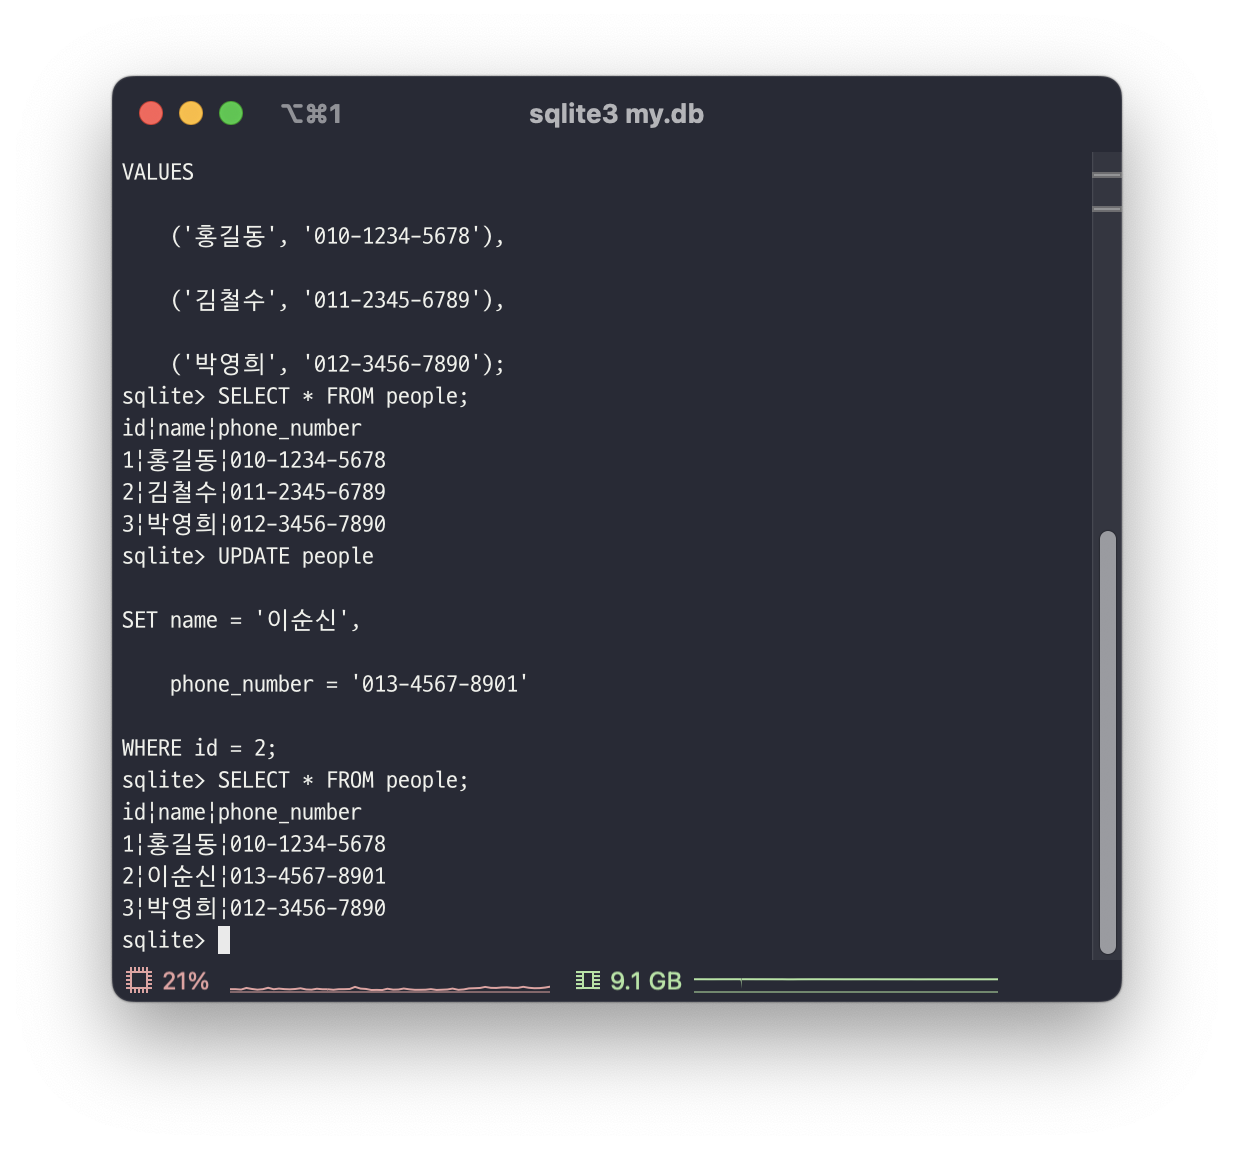 ⌥⌘1
sqlite3 my.db
VALUES
('홍길동', '010-1234-5678'),
('김철수', '011-2345-6789'),
('박영희', '012-3456-7890');
sqlite> SELECT * FROM people;
id|name|phone_number
1|홍길동|010-1234-5678
2|김철수|011-2345-6789
3|박영희|012-3456-7890
sqlite> UPDATE people
SET name = '이순신',
phone_number = '013-4567-8901'
WHERE id = 2;
sqlite> SELECT * FROM people;
id|name|phone_number
1|홍길동|010-1234-5678
2|이순신|013-4567-8901
3|박영희|012-3456-7890
sqlite>
21%
9.1 GB